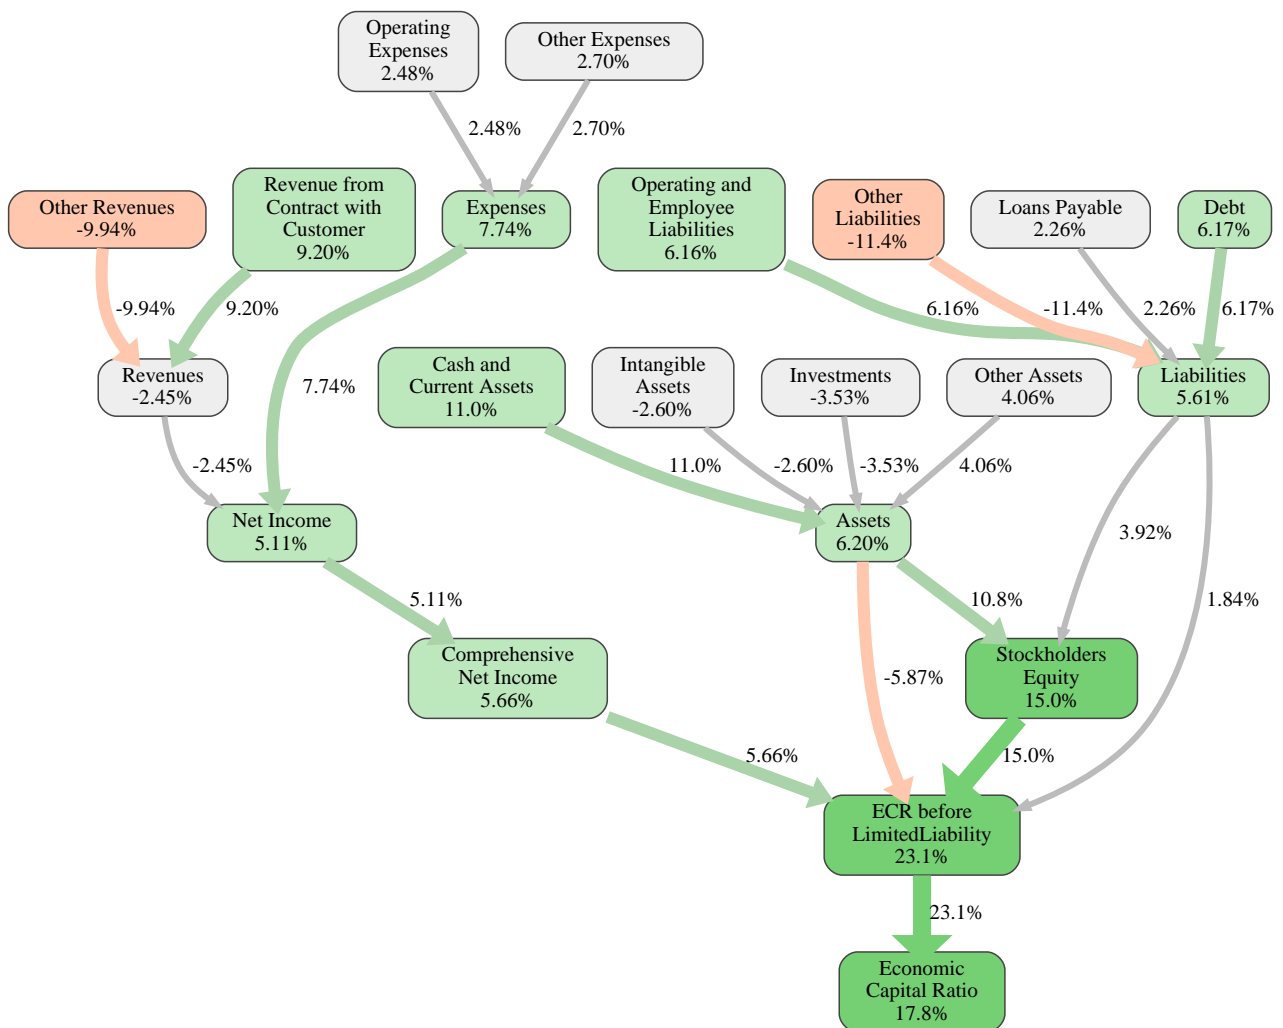 Operating
Expenses
2.48%
Other Expenses
2.70%
2.48%
2.70%
Other Revenues
-9.94%
Revenue from
Contract with
Customer
9.20%
Expenses
7.74%
Operating and
Employee
Liabilities
6.16%
Other
Liabilities
-11.4%
Loans Payable
2.26%
Debt
6.17%
-9.94%
9.20%
6.16%
-11.4%
2.26%
6.17%
Revenues
-2.45%
7.74%
Cash and
Current Assets
11.0%
Intangible
Assets
-2.60%
Investments
-3.53%
Other Assets
4.06%
Liabilities
5.61%
-2.45%
11.0%
-2.60%
-3.53%
4.06%
Net Income
5.11%
Assets
6.20%
3.92%
5.11%
10.8%
1.84%
Comprehensive
Net Income
5.66%
-5.87%
Stockholders
Equity
15.0%
5.66%
15.0%
ECR before
LimitedLiability
23.1%
23.1%
Economic
Capital Ratio
17.8%